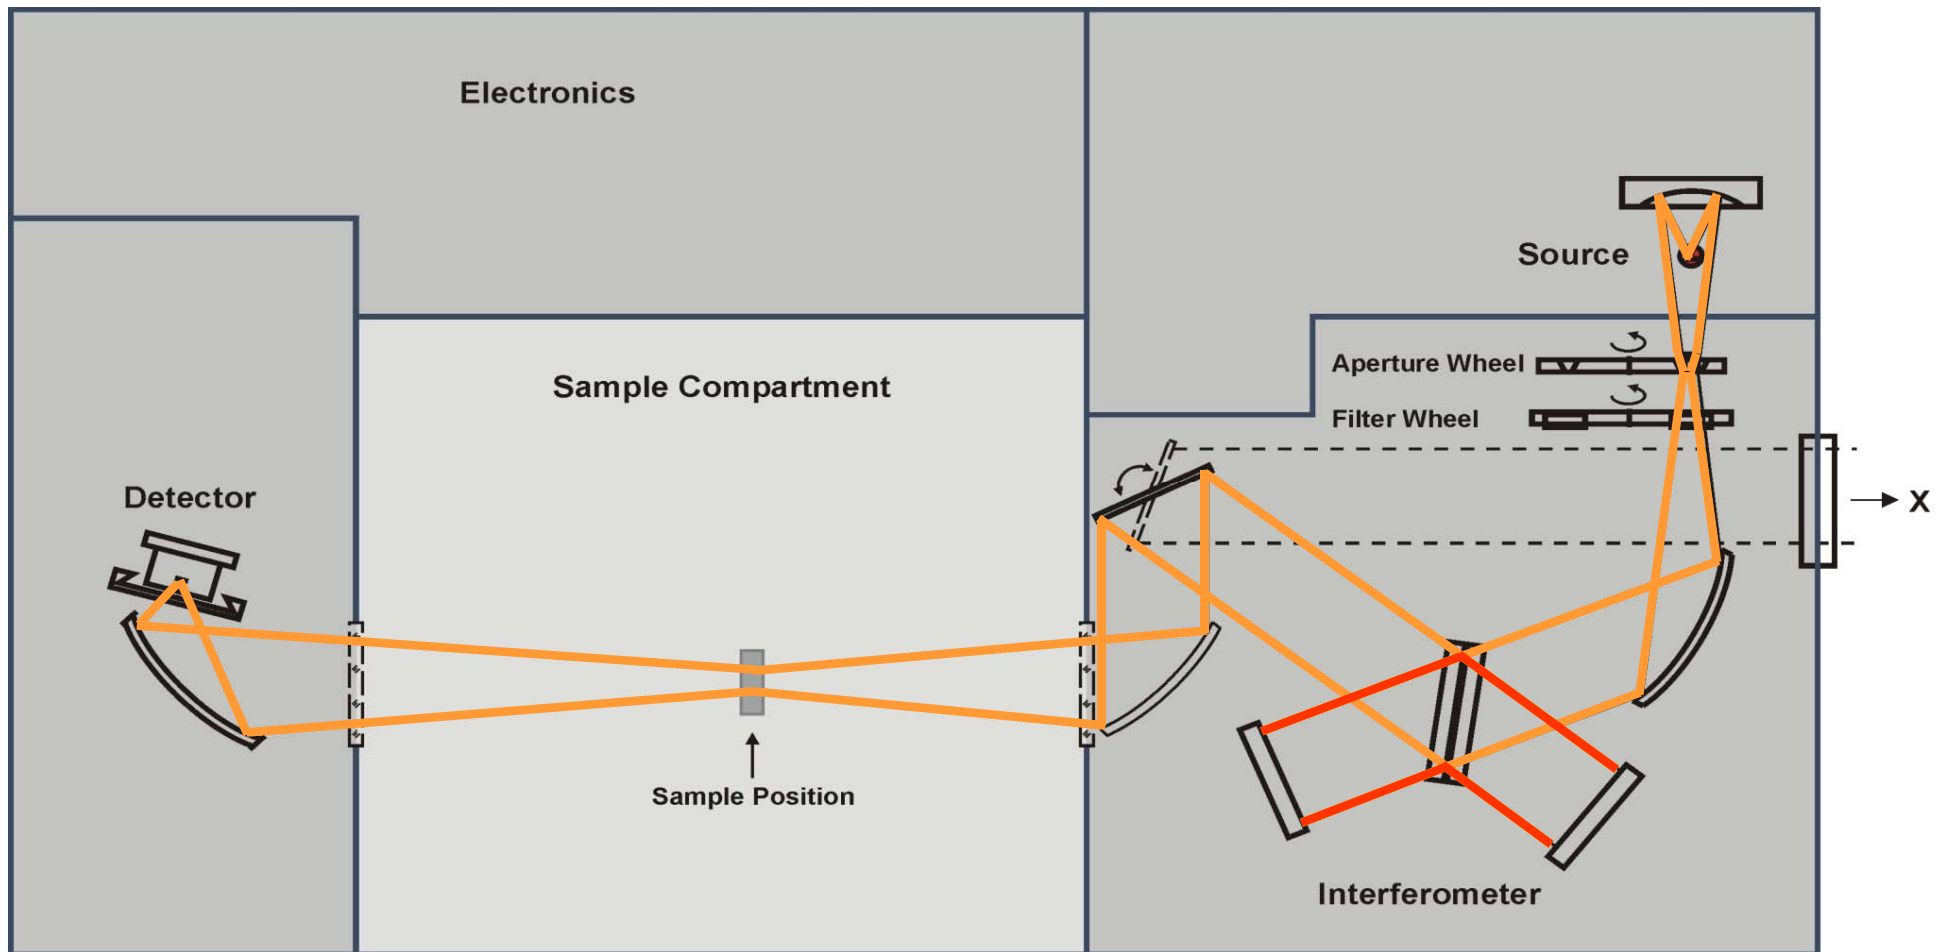 Electronics
Source
Aperture Wheel
Sample Compartment
Filter Wheel
Detector
X
Sample Position
Interferometer